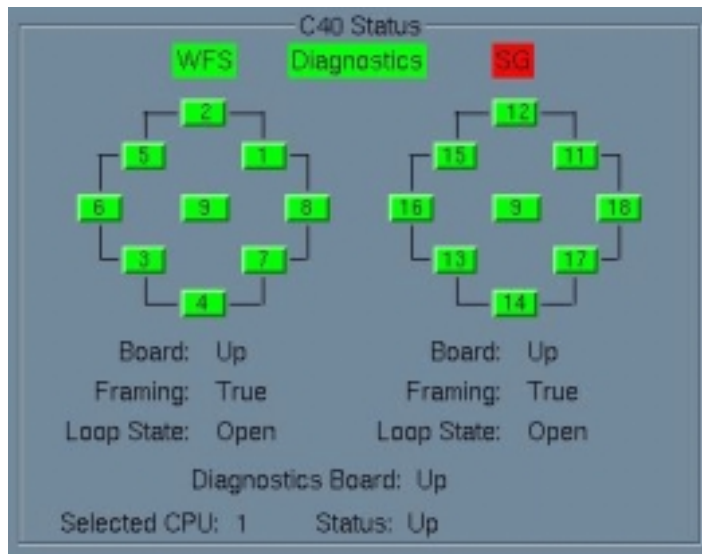 C40 Status
WFS Diagnostics SG
2 12
5 1 15 11
6 9 8 16 9 18
3 7 13 17
4 14
Board: Up Board: Up
Framing: True Framing: True
Loop State: Open Loop State: Open
Diagnostics Board: Up
Selected CPU: 1 Status: Up